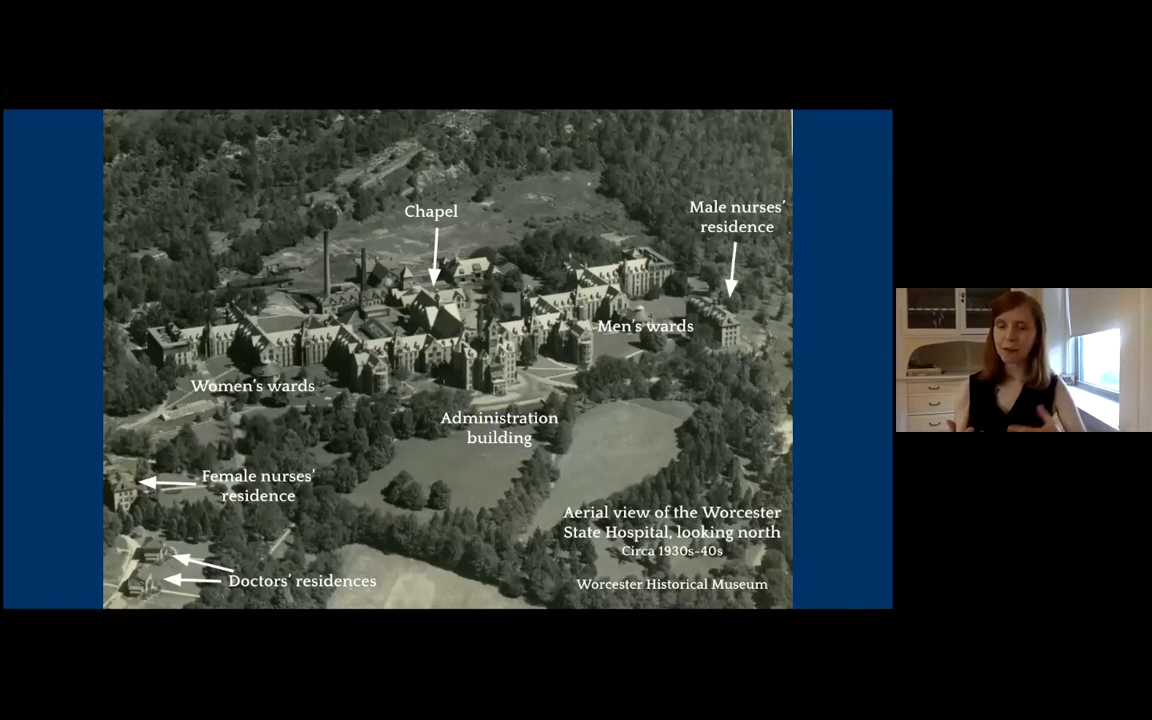 Chapel
Male nurses’
residence
Men’s wards
Women’s wards
Administration
building
Female nurses’
residence
Aerial view of the Worcester
State Hospital, looking north
Circa 1930s-40s
Doctors’ residences
Worcester Historical Museum